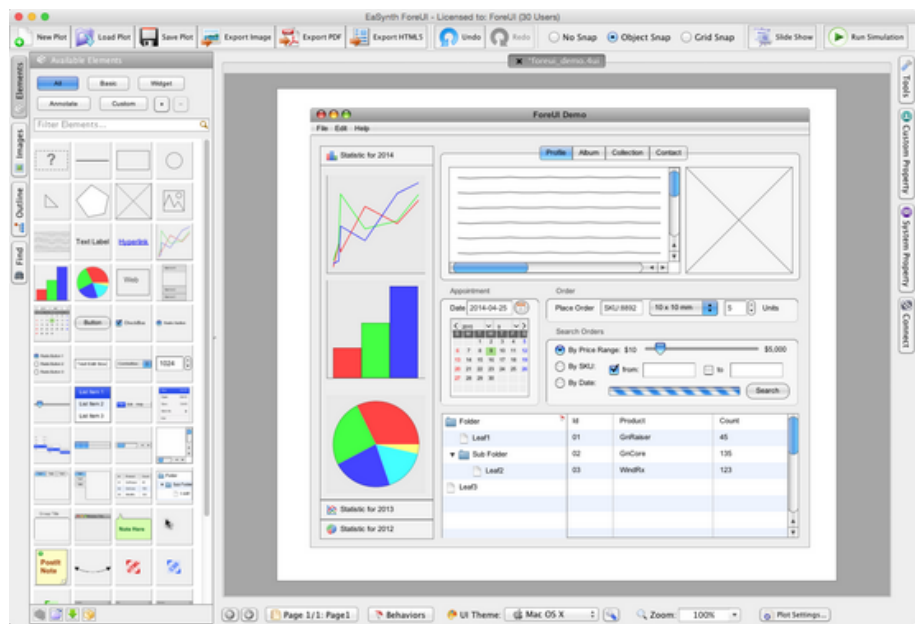 EaSynth ForeUI - Licensed to: ForeUI (30 Users)
New Plot Load Plot Save Plot Export Image Export PDF Export HTML5 Undo Redo No Snap Object Snap Grid Snap Slide Show Run Simulation
Available Elements
*foreui_demo.4ui
Elements
Images
Outline
Find
All Basic Widget
Annotate Custom + -
Filter Elements...
?
Text Label Hyperlink
Web
Button CheckBox
1024
List Item 1
List Item 2
List Item 3
Folder
Note Here
PostIt
Note
ForeUI Demo
File Edit Help
Statistic for 2014
Profile Album Collection Contact
Appointment
Date 2014-04-25
Order
Place Order SKU 8892 10 x 10 mm 5 Units
Search Orders
By Price Range: $10 $5,000
By SKU: from: to
By Date:
Search
Folder
Leaf1
Sub Folder
Leaf2
Leaf3
Id Product Count
01 GriRaiser 45
02 GriCore 135
03 WindRx 123
Statistic for 2013
Statistic for 2012
Tools
Custom Property
System Property
Connect
Page 1/1: Page1 Behaviors UI Theme: Mac OS X Zoom: 100% Plot Settings...